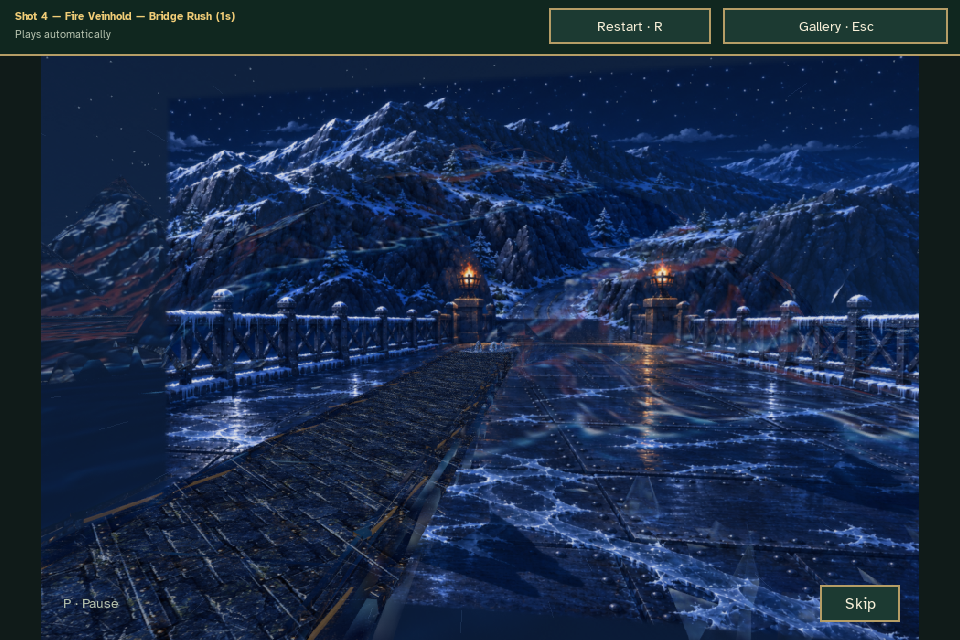 Shot 4 — Fire Veinhold — Bridge Rush (1s)
Plays automatically
Restart · R
Gallery · Esc
P · Pause
Skip